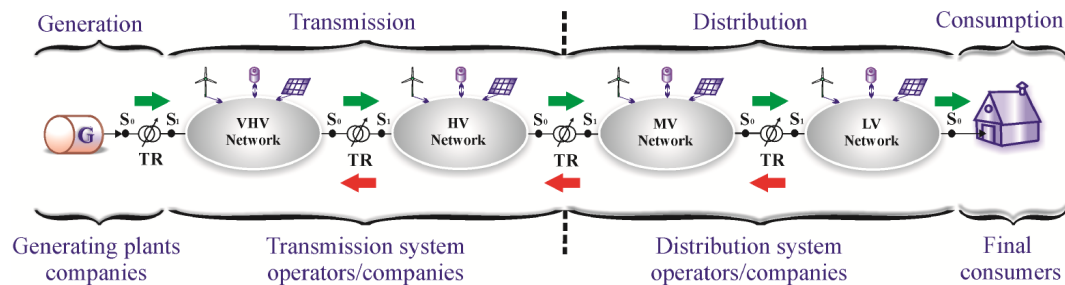 Generation Transmission Distribution Consumption
G S0 S1 VHV Network S0 S1 HV Network S0 S1 MV Network S0 S1 LV Network S0
TR TR TR TR
Generating plants companies
Transmission system operators/companies
Distribution system operators/companies
Final consumers